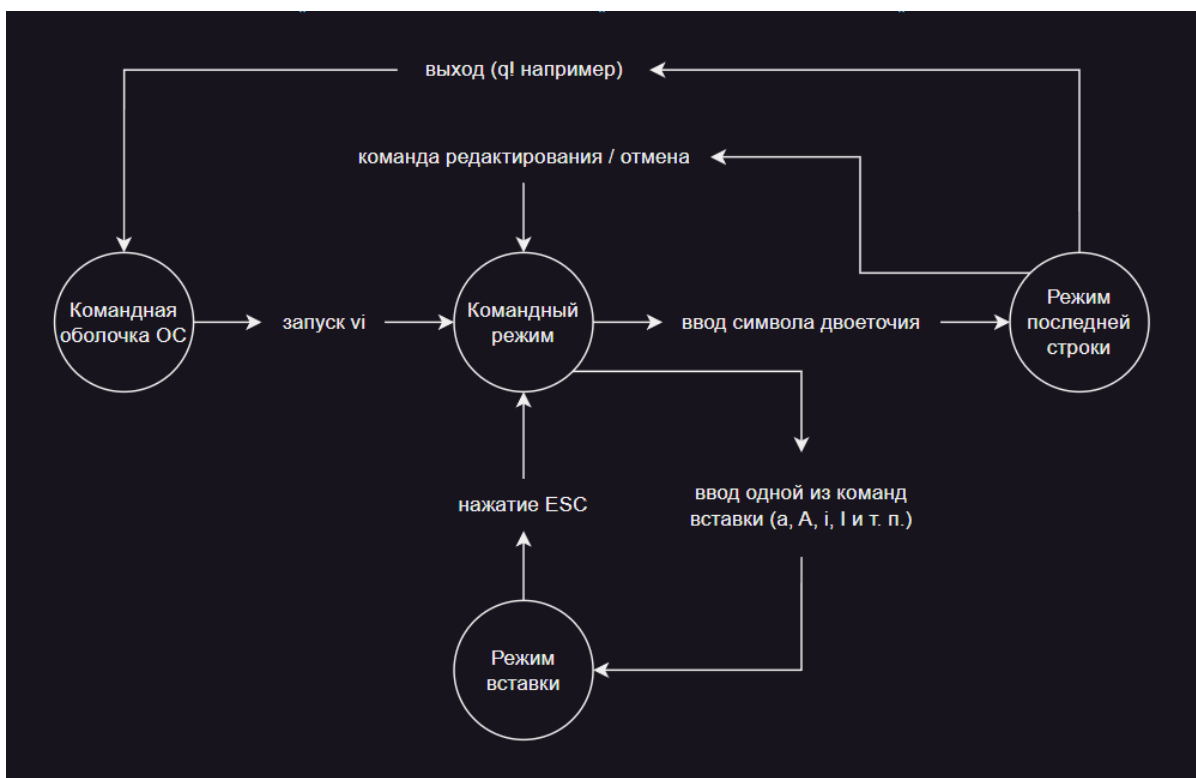 выход (q! например)
команда редактирования / отмена
Командная
оболочка ОС
запуск vi
Командный
режим
ввод символа двоеточия
Режим
последней
строки
нажатие ESC
ввод одной из команд
вставки (a, A, i, I и т. п.)
Режим
вставки